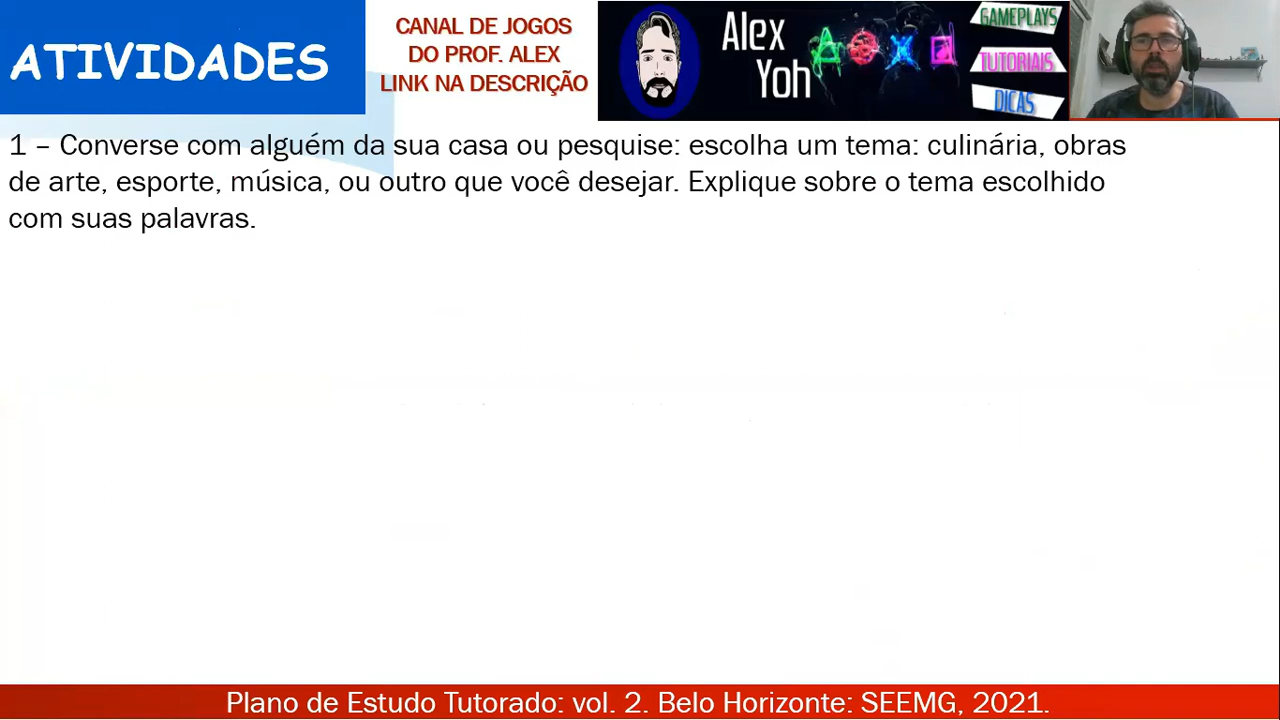 ATIVIDADES
CANAL DE JOGOS
DO PROF. ALEX
LINK NA DESCRIÇÃO
Alex
Yoh
GAMEPLAYS
TUTORIAIS
DICAS
1 – Converse com alguém da sua casa ou pesquise: escolha um tema: culinária, obras
de arte, esporte, música, ou outro que você desejar. Explique sobre o tema escolhido
com suas palavras.
Plano de Estudo Tutorado: vol. 2. Belo Horizonte: SEEMG, 2021.